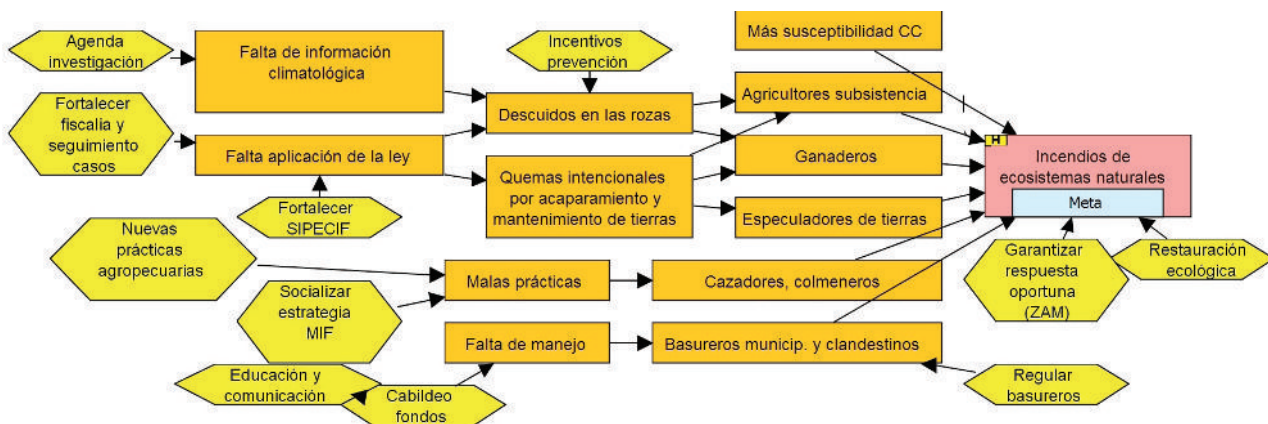 Agenda
investigación
Falta de información
climatológica
Incentivos
prevención
Más susceptibilidad CC
Fortalecer
fiscalia y
seguimiento
casos
Falta aplicación de la ley
Descuidos en las rozas
Agricultores subsistencia
Quemas intencionales
por acaparamiento y
mantenimiento de tierras
Ganaderos
Especuladores de tierras
H
Incendios de
ecosistemas naturales
Meta
Fortalecer
SIPECIF
Nuevas
prácticas
agropecuarias
Malas prácticas
Cazadores, colmeneros
Garantizar
respuesta
oportuna
(ZAM)
Restauración
ecológica
Socializar
estrategia
MIF
Falta de manejo
Basureros municip. y clandestinos
Educación y
comunicación
Cabildeo
fondos
Regular
basureros